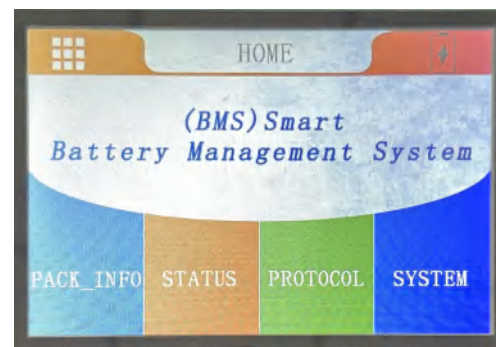 HOME
(BMS)Smart
Battery Management System
PACK_INFO STATUS PROTOCOL SYSTEM